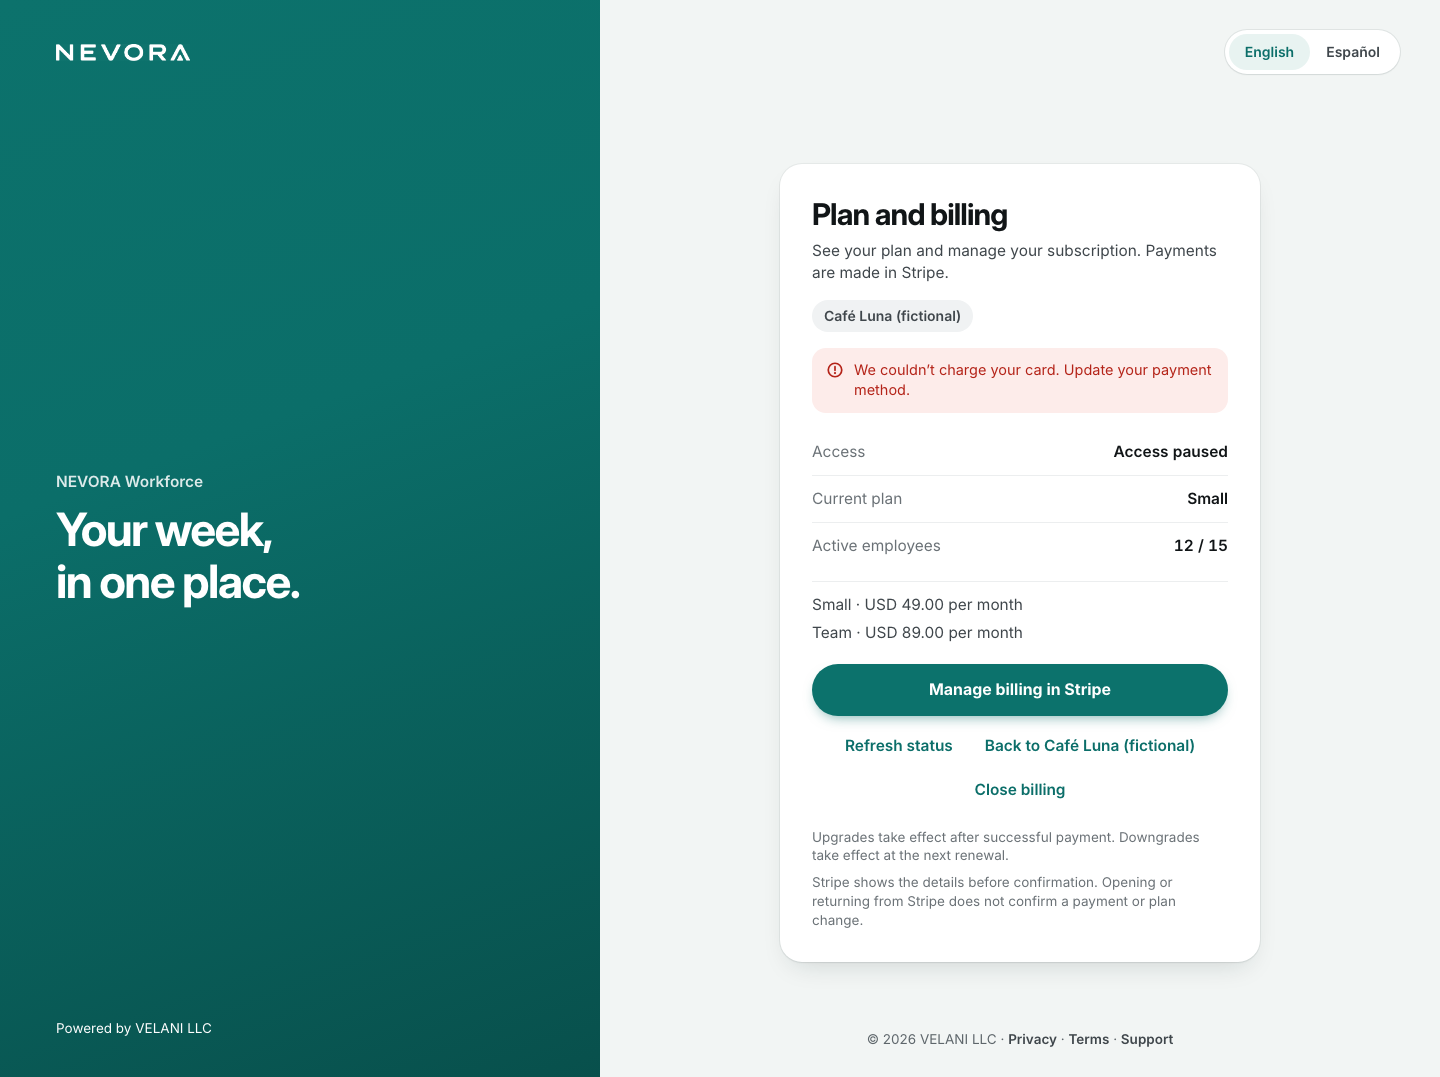 NEVORA
NEVORA Workforce
Your week,
in one place.
Powered by VELANI LLC
English
Español
Plan and billing
See your plan and manage your subscription. Payments
are made in Stripe.
Café Luna (fictional)
We couldn’t charge your card. Update your payment
method.
Access Access paused
Current plan Small
Active employees 12 / 15
Small · USD 49.00 per month
Team · USD 89.00 per month
Manage billing in Stripe
Refresh status Back to Café Luna (fictional)
Close billing
Upgrades take effect after successful payment. Downgrades
take effect at the next renewal.
Stripe shows the details before confirmation. Opening or
returning from Stripe does not confirm a payment or plan
change.
© 2026 VELANI LLC · Privacy · Terms · Support